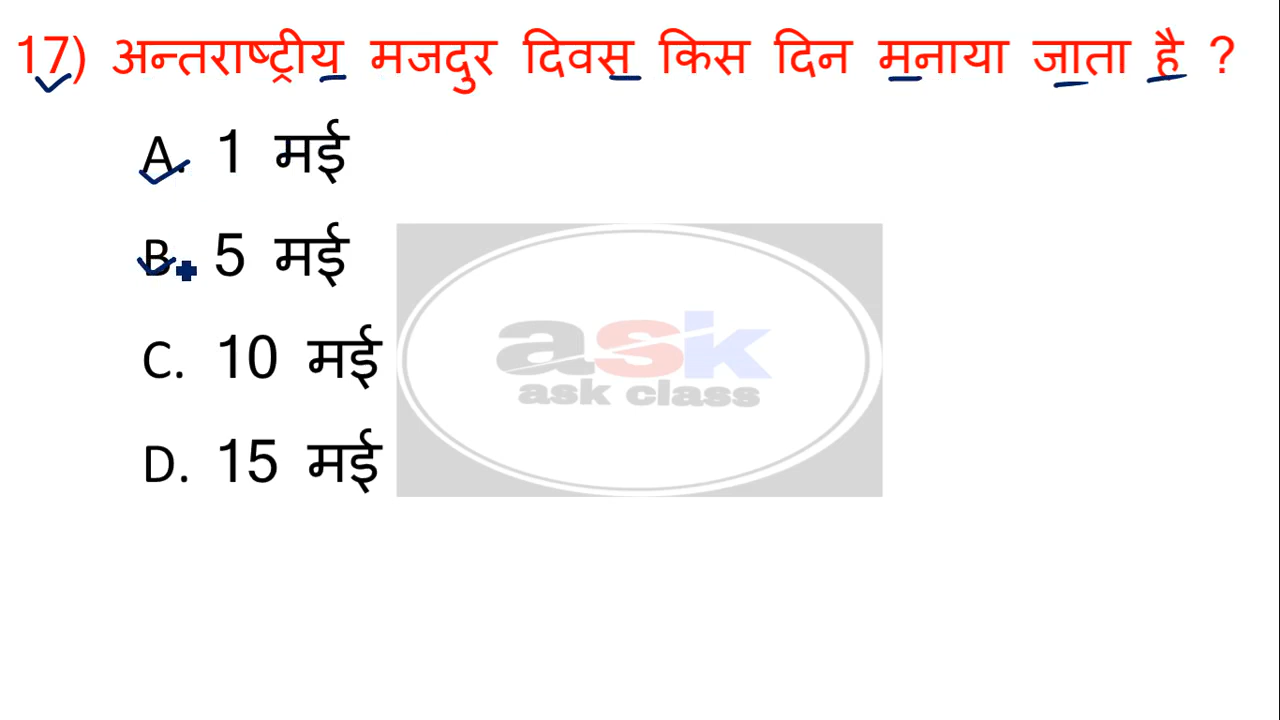 17) अन्तराष्ट्रीय मजदुर दिवस किस दिन मनाया जाता है ?
A. 1 मई
B. 5 मई
C. 10 मई
D. 15 मई
ask
ask class